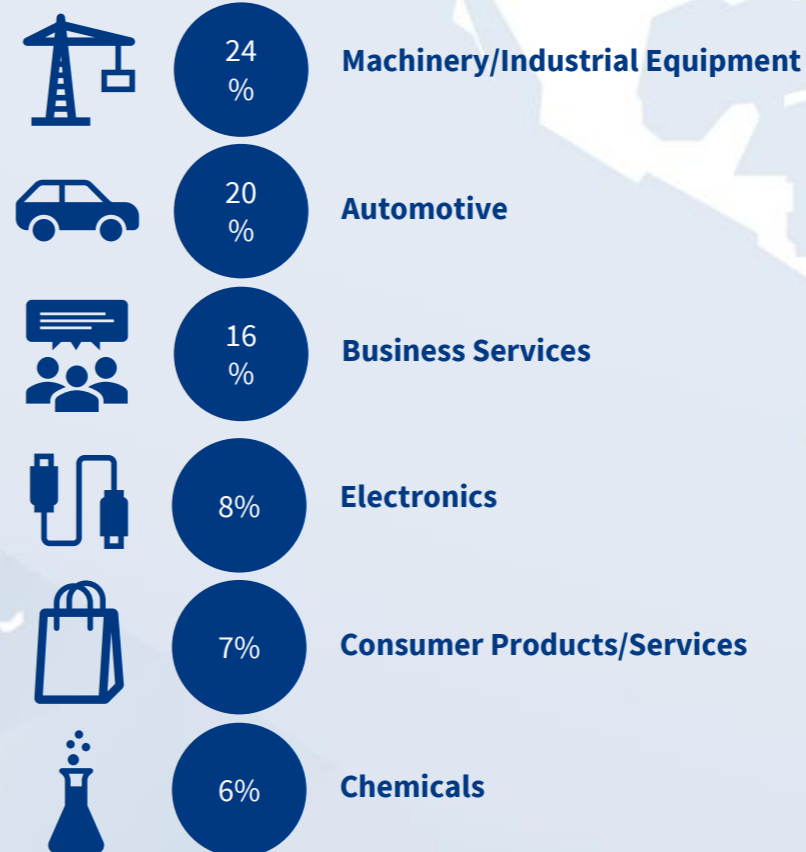 24
%
Machinery/Industrial Equipment
20
%
Automotive
16
%
Business Services
8%
Electronics
7%
Consumer Products/Services
6%
Chemicals